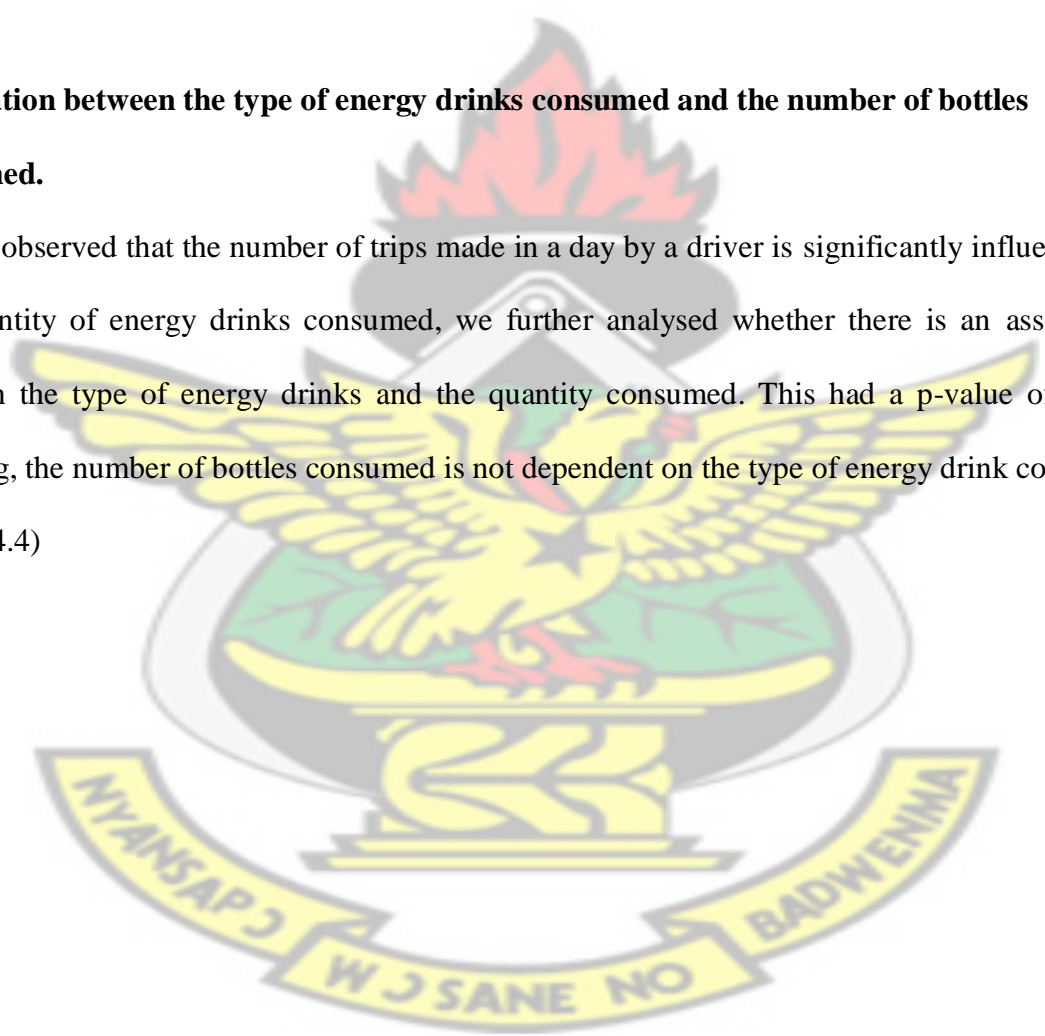 ation between the type of energy drinks consumed and the number of bottles
ned.
observed that the number of trips made in a day by a driver is significantly influe
ntity of energy drinks consumed, we further analysed whether there is an ass
n the type of energy drinks and the quantity consumed. This had a p-value o
g, the number of bottles consumed is not dependent on the type of energy drink co
4.4)
NYANSAPƆ
WƆ SANE NO
BADWENMA